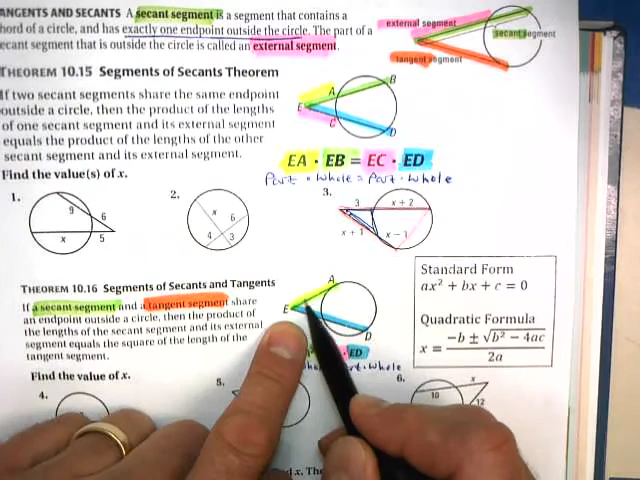 ANGENTS AND SECANTS A secant segment is a segment that contains a
hord of a circle, and has exactly one endpoint outside the circle. The part of a
ecant segment that is outside the circle is called an external segment.
external segment
secant segment
tangent segment
THEOREM 10.15 Segments of Secants Theorem
If two secant segments share the same endpoint
outside a circle, then the product of the lengths
of one secant segment and its external segment
equals the product of the lengths of the other
secant segment and its external segment.
A
B
E
C
D
EA · EB = EC · ED
Part · whole = Part · whole
Find the value(s) of x.
1.
9
6
x
5
2.
x
6
4
3
3.
3
x + 2
x + 1
x − 1
THEOREM 10.16 Segments of Secants and Tangents
If a secant segment and a tangent segment share
an endpoint outside a circle, then the product of
the lengths of the secant segment and its external
segment equals the square of the length of the
tangent segment.
A
E
D
· ED
· whole
Standard Form
ax² + bx + c = 0
Quadratic Formula
x = −b ± √b² − 4ac
2a
Find the value of x.
4.
5.
6.
x
10
12
d x. The